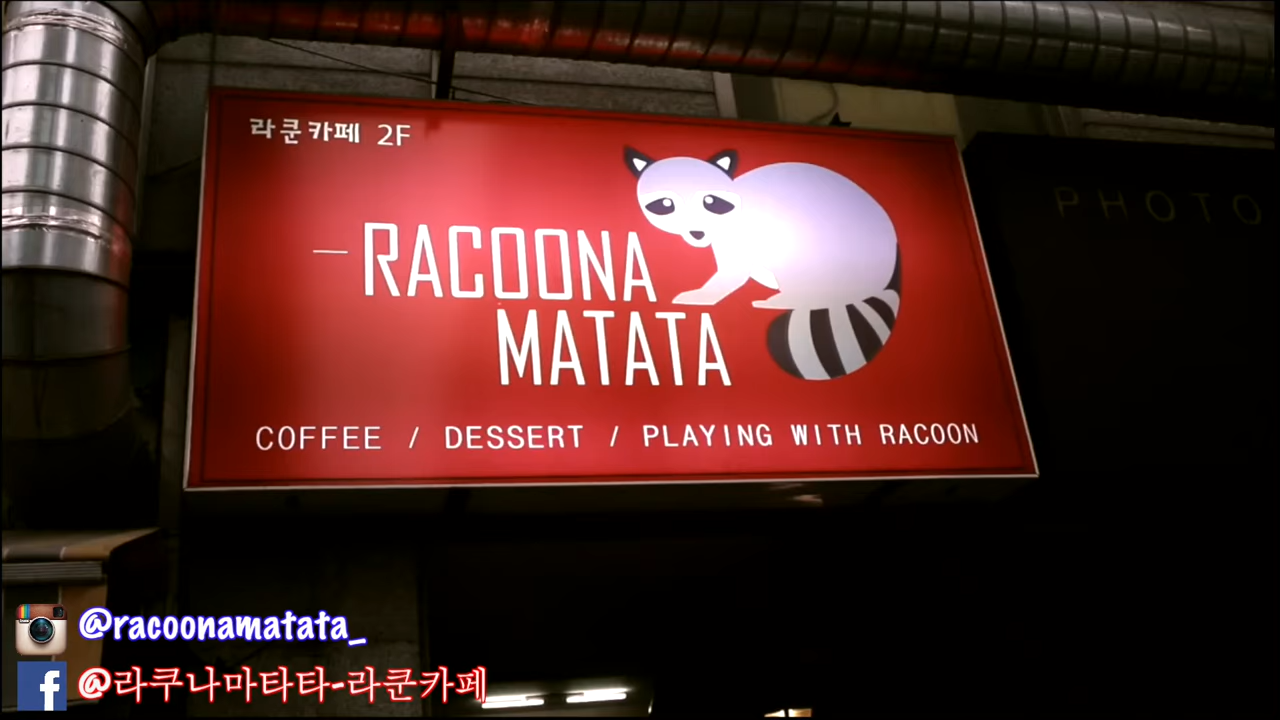 라쿤카페 2F
PHOTO
RACOONA
MATATA
COFFEE / DESSERT / PLAYING WITH RACOON
@racoonamatata_
f @라쿠나마타타-라쿤카페